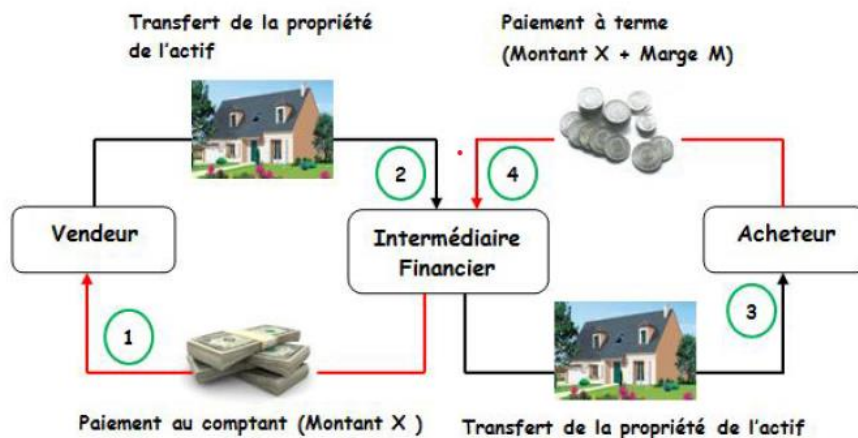 Transfert de la propriété
de l'actif
Paiement à terme
(Montant X + Marge M)
2
4
Vendeur
Intermédiaire
Financier
Acheteur
1
3
Paiement au comptant (Montant X )
Transfert de la propriété de l'actif